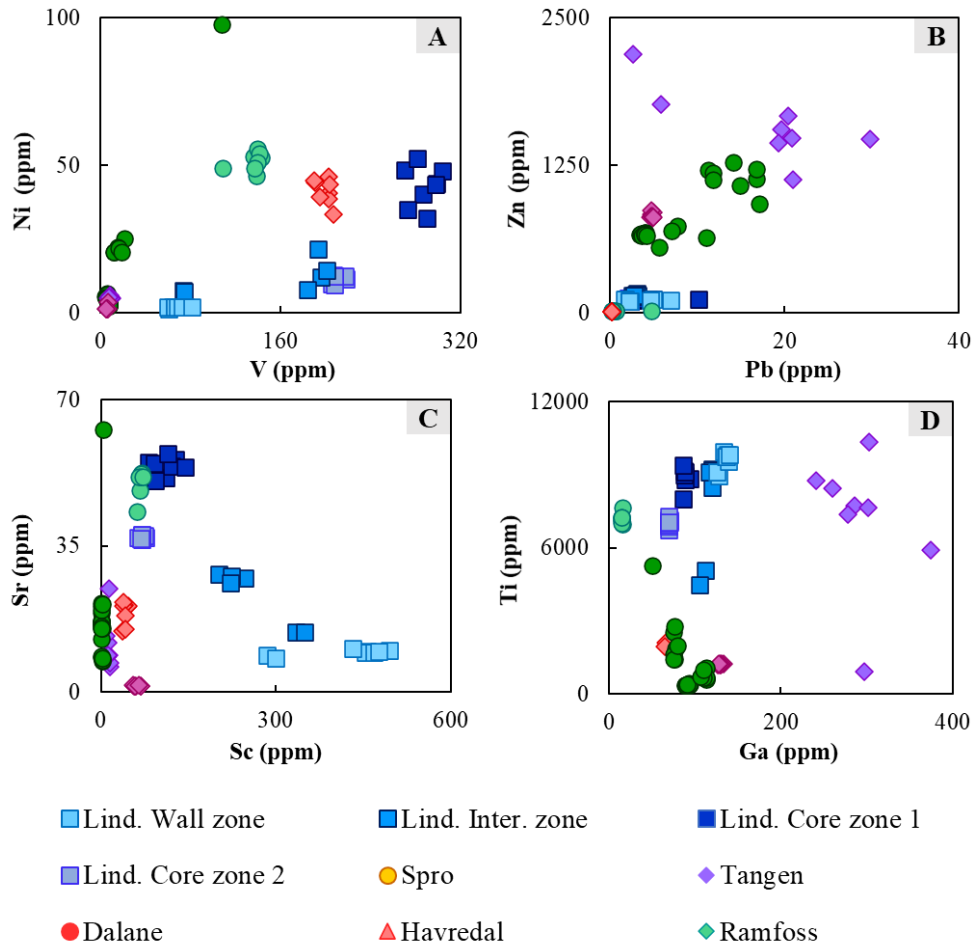 100
50
0
Ni (ppm)
A
0
160
320
V (ppm)
2500
1250
0
Zn (ppm)
B
0
20
40
Pb (ppm)
70
35
0
Sr (ppm)
C
0
300
600
Sc (ppm)
12000
6000
0
Ti (ppm)
D
0
200
400
Ga (ppm)
Lind. Wall zone
Lind. Inter. zone
Lind. Core zone 1
Lind. Core zone 2
Spro
Tangen
Dalane
Havredal
Ramfoss